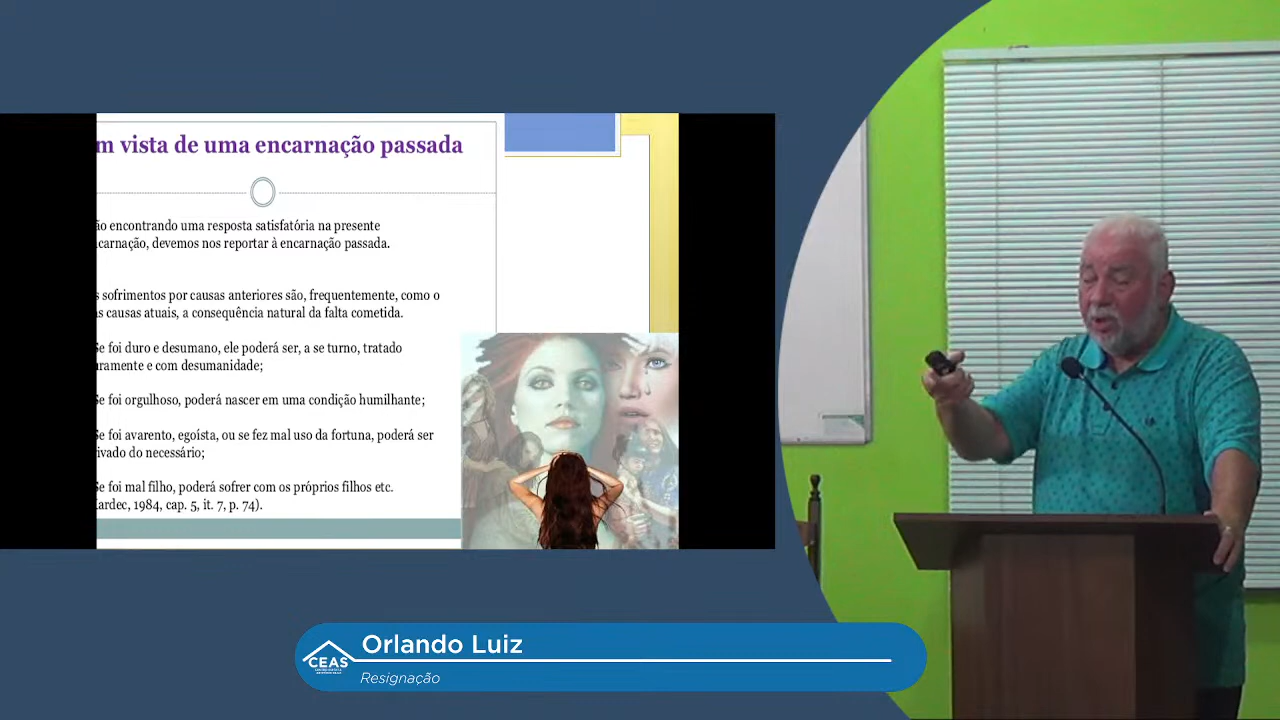 m vista de uma encarnação passada
ão encontrando uma resposta satisfatória na presente
carnação, devemos nos reportar à encarnação passada.
s sofrimentos por causas anteriores são, frequentemente, como o
s causas atuais, a consequência natural da falta cometida.
Se foi duro e desumano, ele poderá ser, a se turno, tratado
ramente e com desumanidade;
Se foi orgulhoso, poderá nascer em uma condição humilhante;
Se foi avarento, egoísta, ou se fez mal uso da fortuna, poderá ser
ivado do necessário;
Se foi mal filho, poderá sofrer com os próprios filhos etc.
ardec, 1984, cap. 5, it. 7, p. 74).
CEAS
Orlando Luiz
Resignação